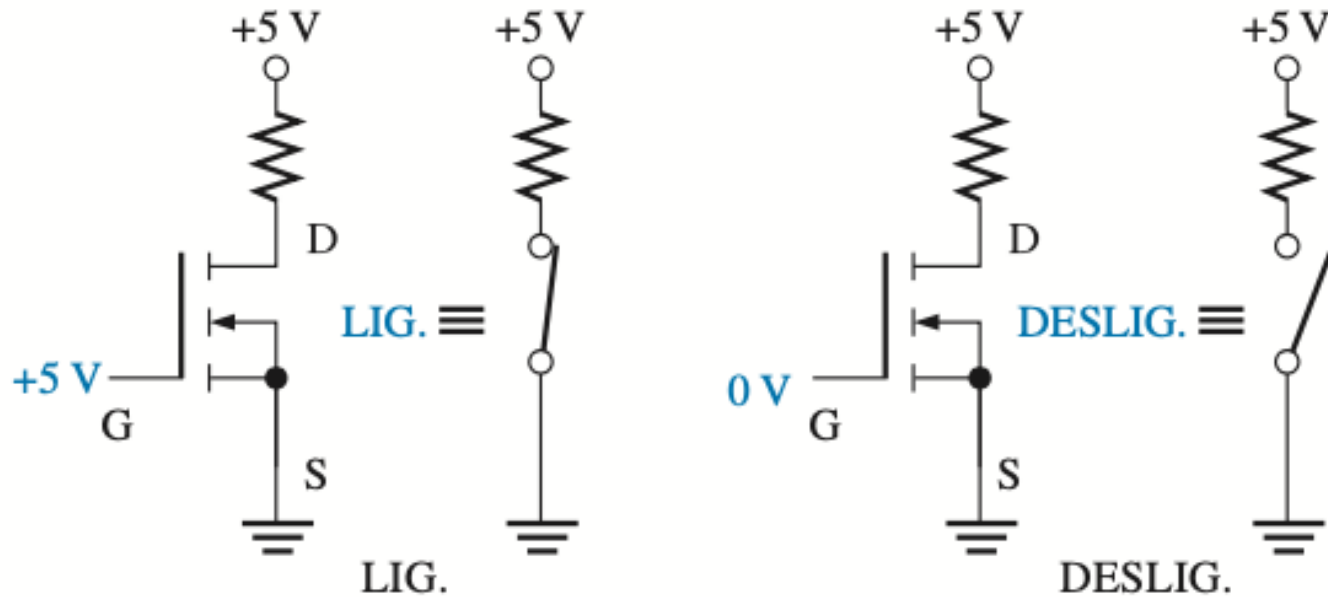 +5 V
+5 V
D
LIG.
+5 V
G
S
LIG.
+5 V
+5 V
D
DESLIG.
0 V
G
S
DESLIG.